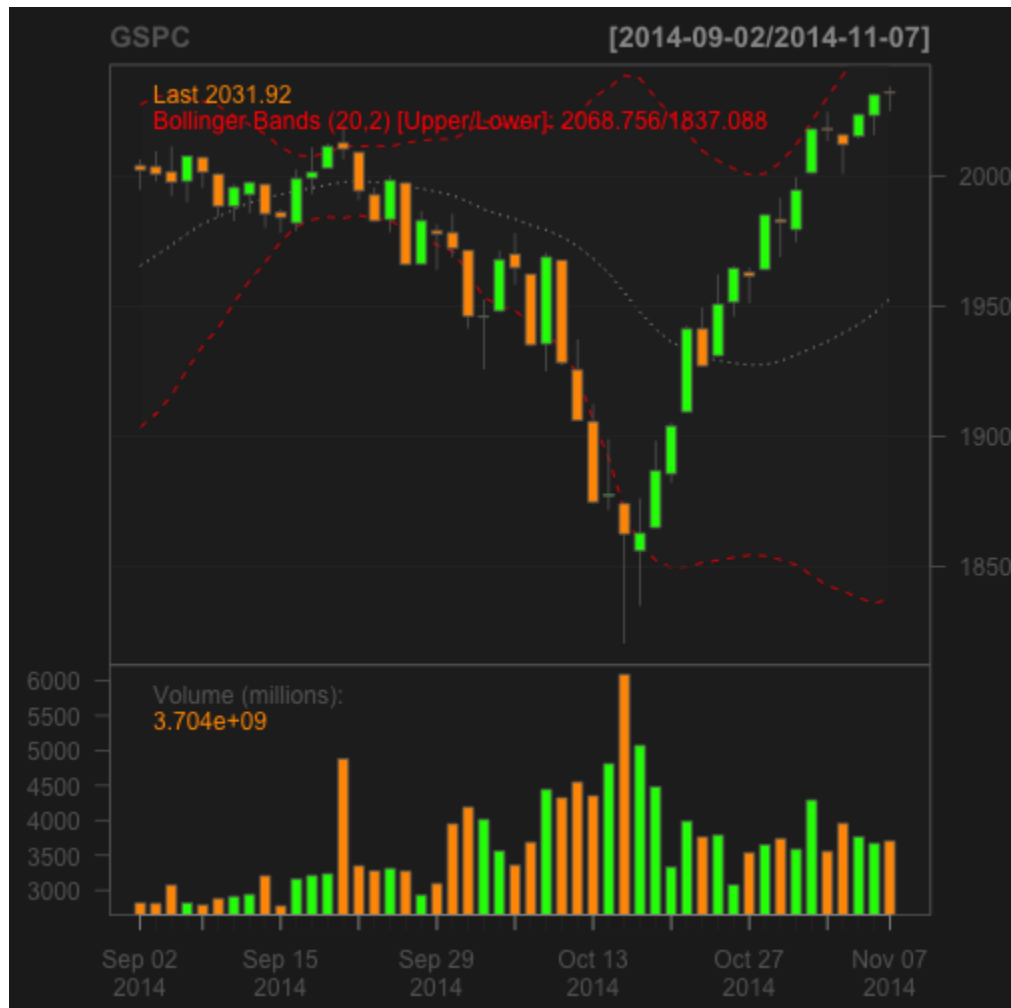 GSPC [2014-09-02/2014-11-07]
Last 2031.92
Bollinger Bands (20,2) [Upper/Lower]: 2068.756/1837.088
2000
1950
1900
1850
6000
Volume (millions):
5500
3.704e+09
5000
4500
4000
3500
3000
Sep 02 Sep 15 Sep 29 Oct 13 Oct 27 Nov 07
2014 2014 2014 2014 2014 2014